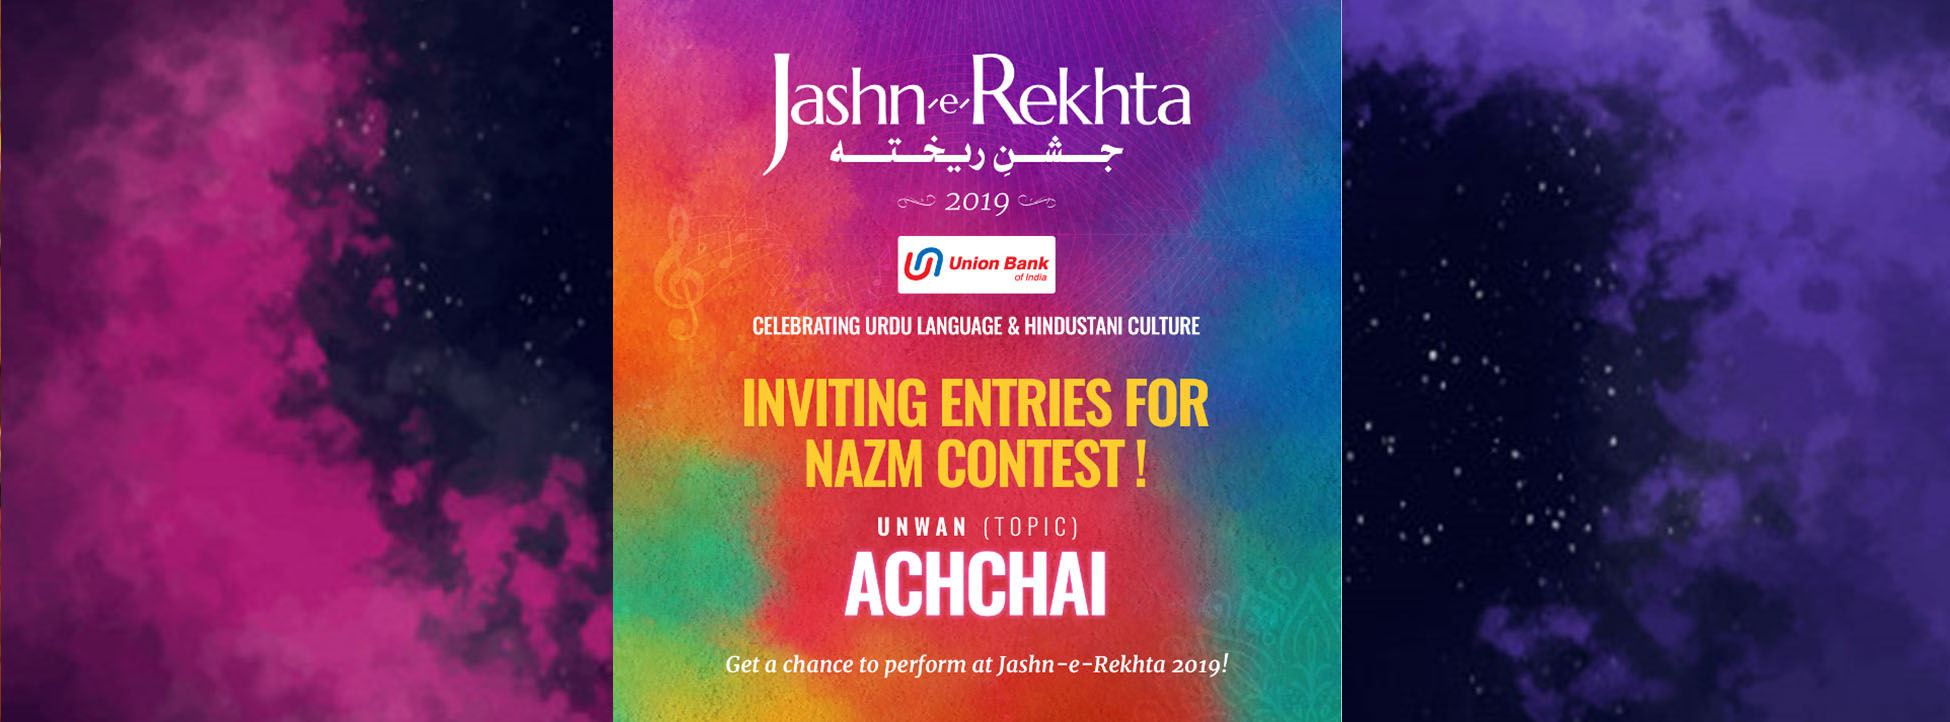 Jashn-e-Rekhta
جشنِ ریختہ
2019
Union Bank
of India
CELEBRATING URDU LANGUAGE & HINDUSTANI CULTURE
INVITING ENTRIES FOR
NAZM CONTEST !
UNWAN (TOPIC)
ACHCHAI
Get a chance to perform at Jashn-e-Rekhta 2019!